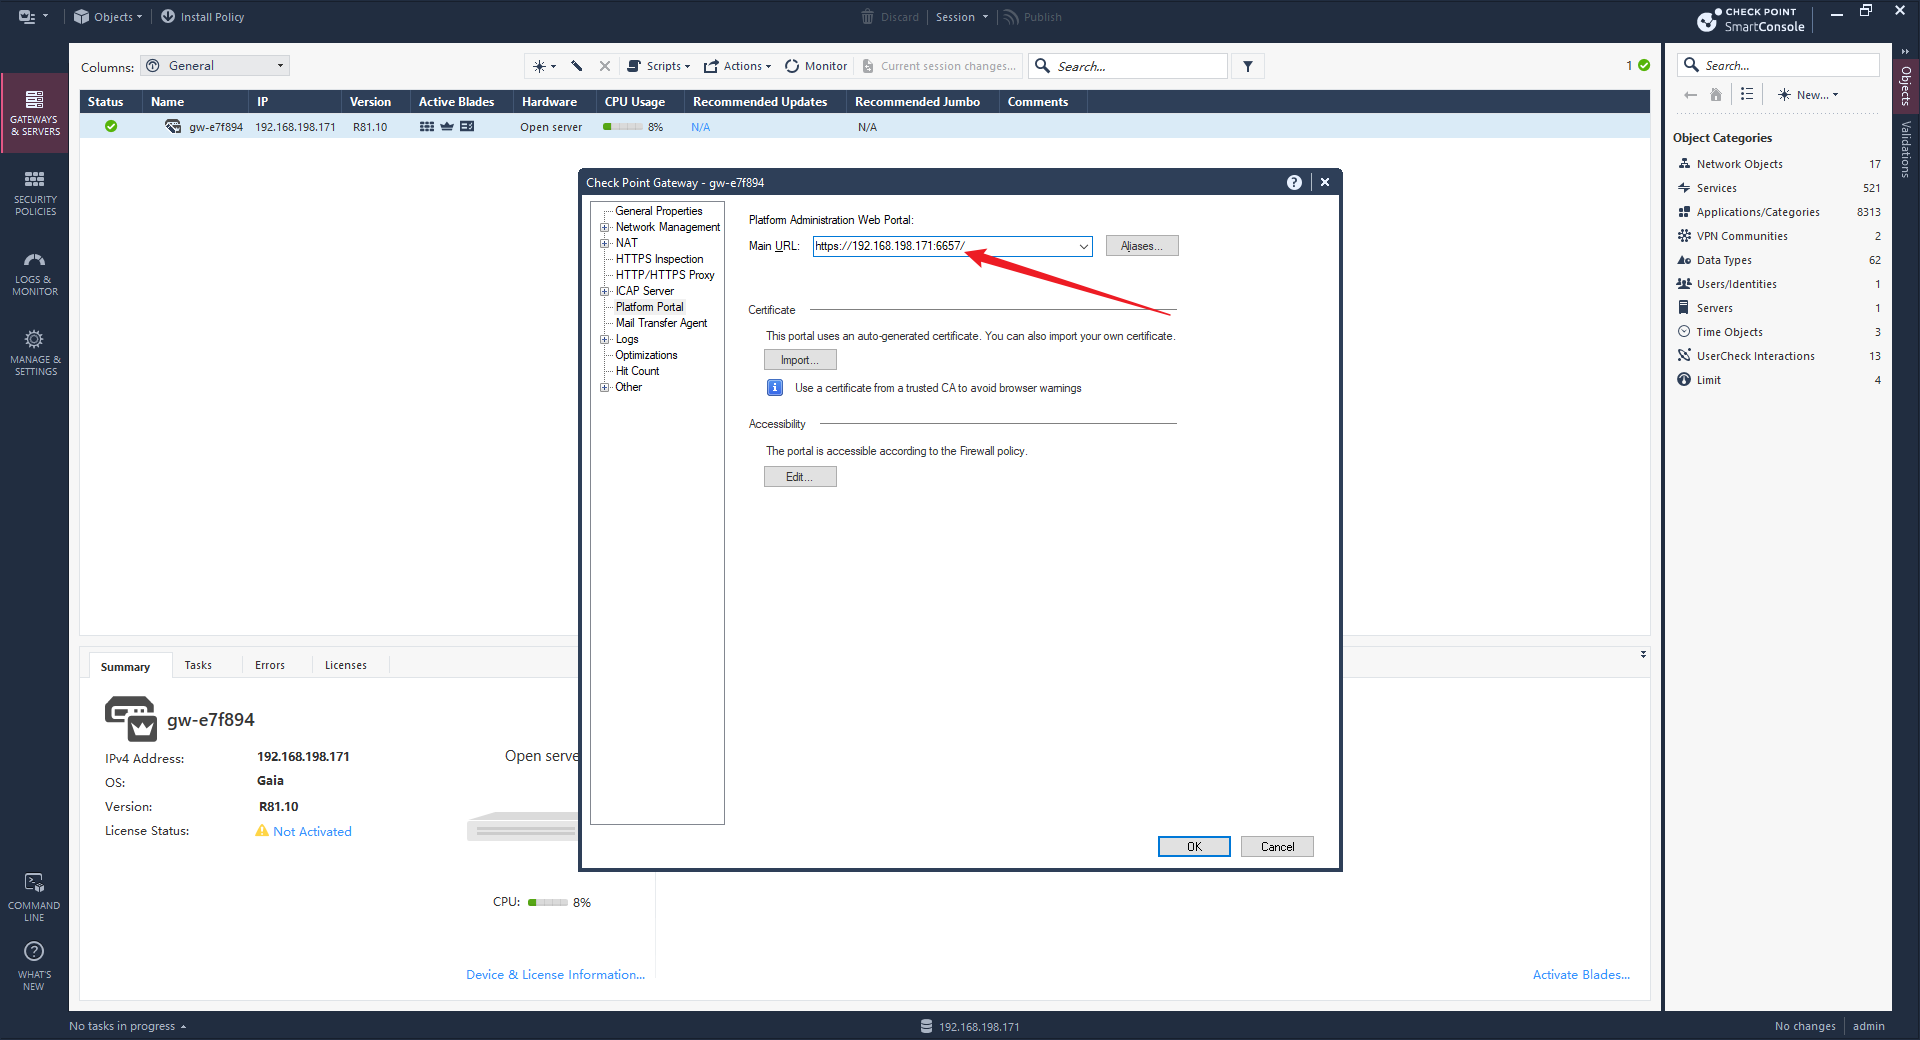 Objects
Install Policy
Discard
Session
Publish
CHECK POINT
SmartConsole
GATEWAYS
& SERVERS
SECURITY
POLICIES
LOGS &
MONITOR
MANAGE &
SETTINGS
COMMAND
LINE
WHAT'S
NEW
Columns:
General
Scripts
Actions
Monitor
Current session changes...
Search...
1
Status Name IP Version Active Blades Hardware CPU Usage Recommended Updates Recommended Jumbo Comments
gw-e7f894 192.168.198.171 R81.10 Open server 8% N/A N/A
Check Point Gateway - gw-e7f894
?
General Properties
Network Management
NAT
HTTPS Inspection
HTTP/HTTPS Proxy
ICAP Server
Platform Portal
Mail Transfer Agent
Logs
Optimizations
Hit Count
Other
Platform Administration Web Portal:
Main URL: https://192.168.198.171:6657/ Aliases...
Certificate
This portal uses an auto-generated certificate. You can also import your own certificate.
Import...
Use a certificate from a trusted CA to avoid browser warnings
Accessibility
The portal is accessible according to the Firewall policy.
Edit...
OK
Cancel
Summary Tasks Errors Licenses
gw-e7f894
IPv4 Address: 192.168.198.171
OS: Gaia
Version: R81.10
License Status: Not Activated
Open serve
CPU: 8%
Device & License Information...
Activate Blades...
Search...
New...
Object Categories
Network Objects 17
Services 521
Applications/Categories 8313
VPN Communities 2
Data Types 62
Users/Identities 1
Servers 1
Time Objects 3
UserCheck Interactions 13
Limit 4
Objects
Validations
No tasks in progress
192.168.198.171
No changes
admin